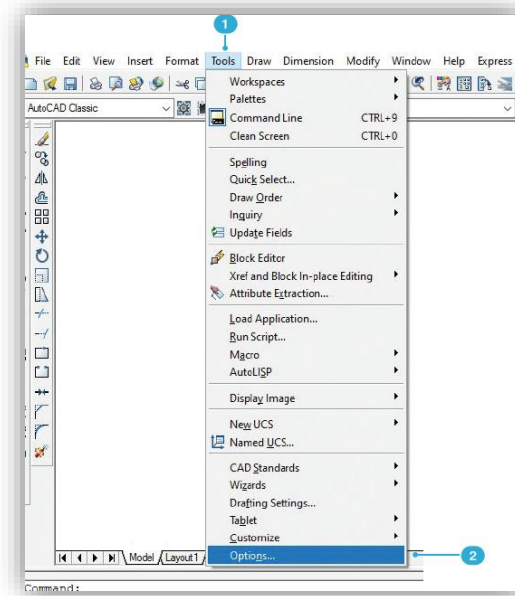 1
File Edit View Insert Format Tools Draw Dimension Modify Window Help Express
AutoCAD Classic
Workspaces
Palettes
Command Line CTRL+9
Clean Screen CTRL+0
Spelling
Quick Select...
Draw Order
Inquiry
Update Fields
Block Editor
Xref and Block In-place Editing
Attribute Extraction...
Load Application...
Run Script...
Macro
AutoLISP
Display Image
New UCS
Named UCS...
CAD Standards
Wizards
Drafting Settings...
Tablet
Customize
Options... 2
Model Layout1
Command: